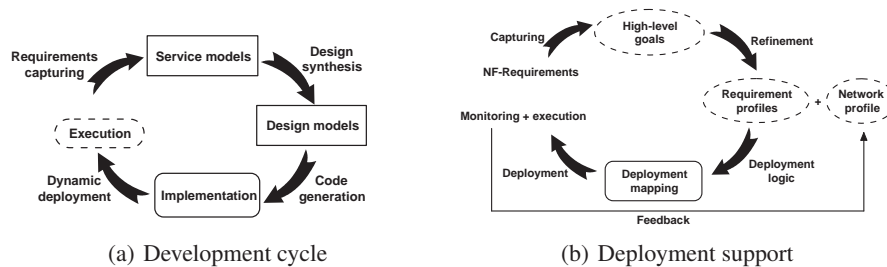 Requirements
capturing
Service models
Design
synthesis
Design models
Code
generation
Implementation
Dynamic
deployment
Execution
(a) Development cycle
Capturing
High-level
goals
Refinement
NF-Requirements
Requirement
profiles
+
Network
profile
Monitoring + execution
Deployment
logic
Deployment
mapping
Deployment
Feedback
(b) Deployment support